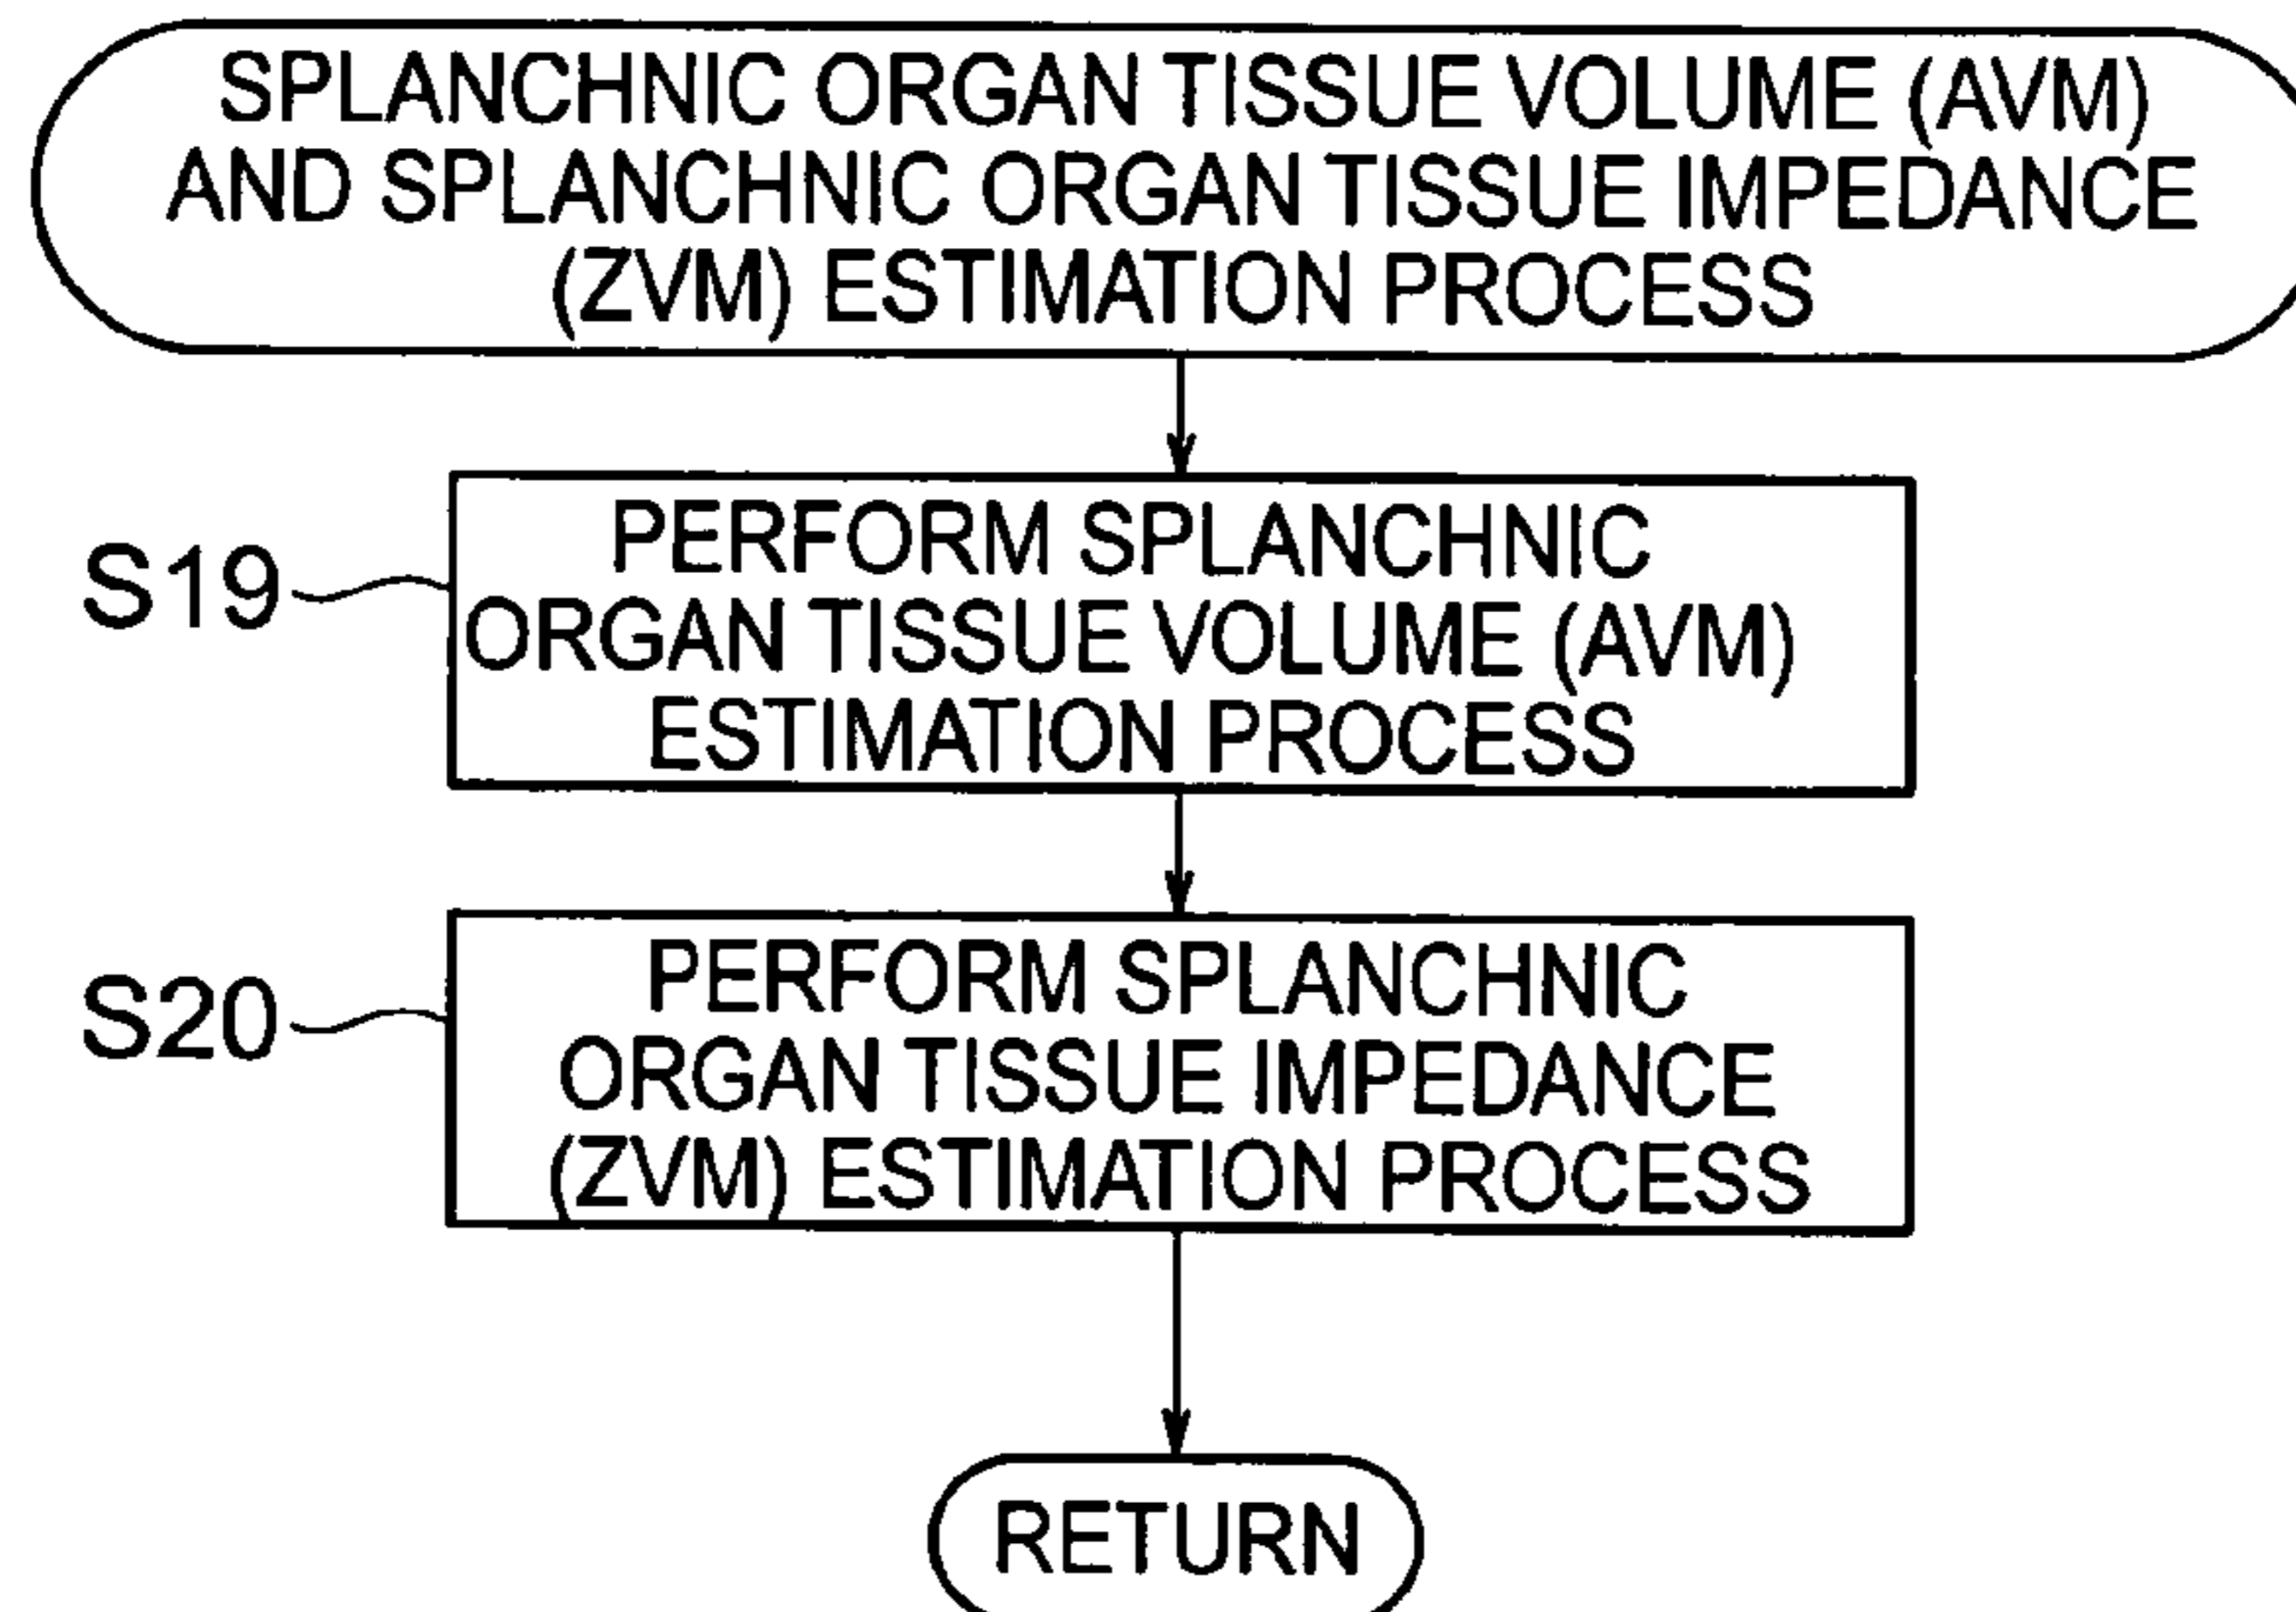 SPLANCHNIC ORGAN TISSUE VOLUME (AVM)
AND SPLANCHNIC ORGAN TISSUE IMPEDANCE
(ZVM) ESTIMATION PROCESS
S19
PERFORM SPLANCHNIC
ORGAN TISSUE VOLUME (AVM)
ESTIMATION PROCESS
S20
PERFORM SPLANCHNIC
ORGAN TISSUE IMPEDANCE
(ZVM) ESTIMATION PROCESS
RETURN